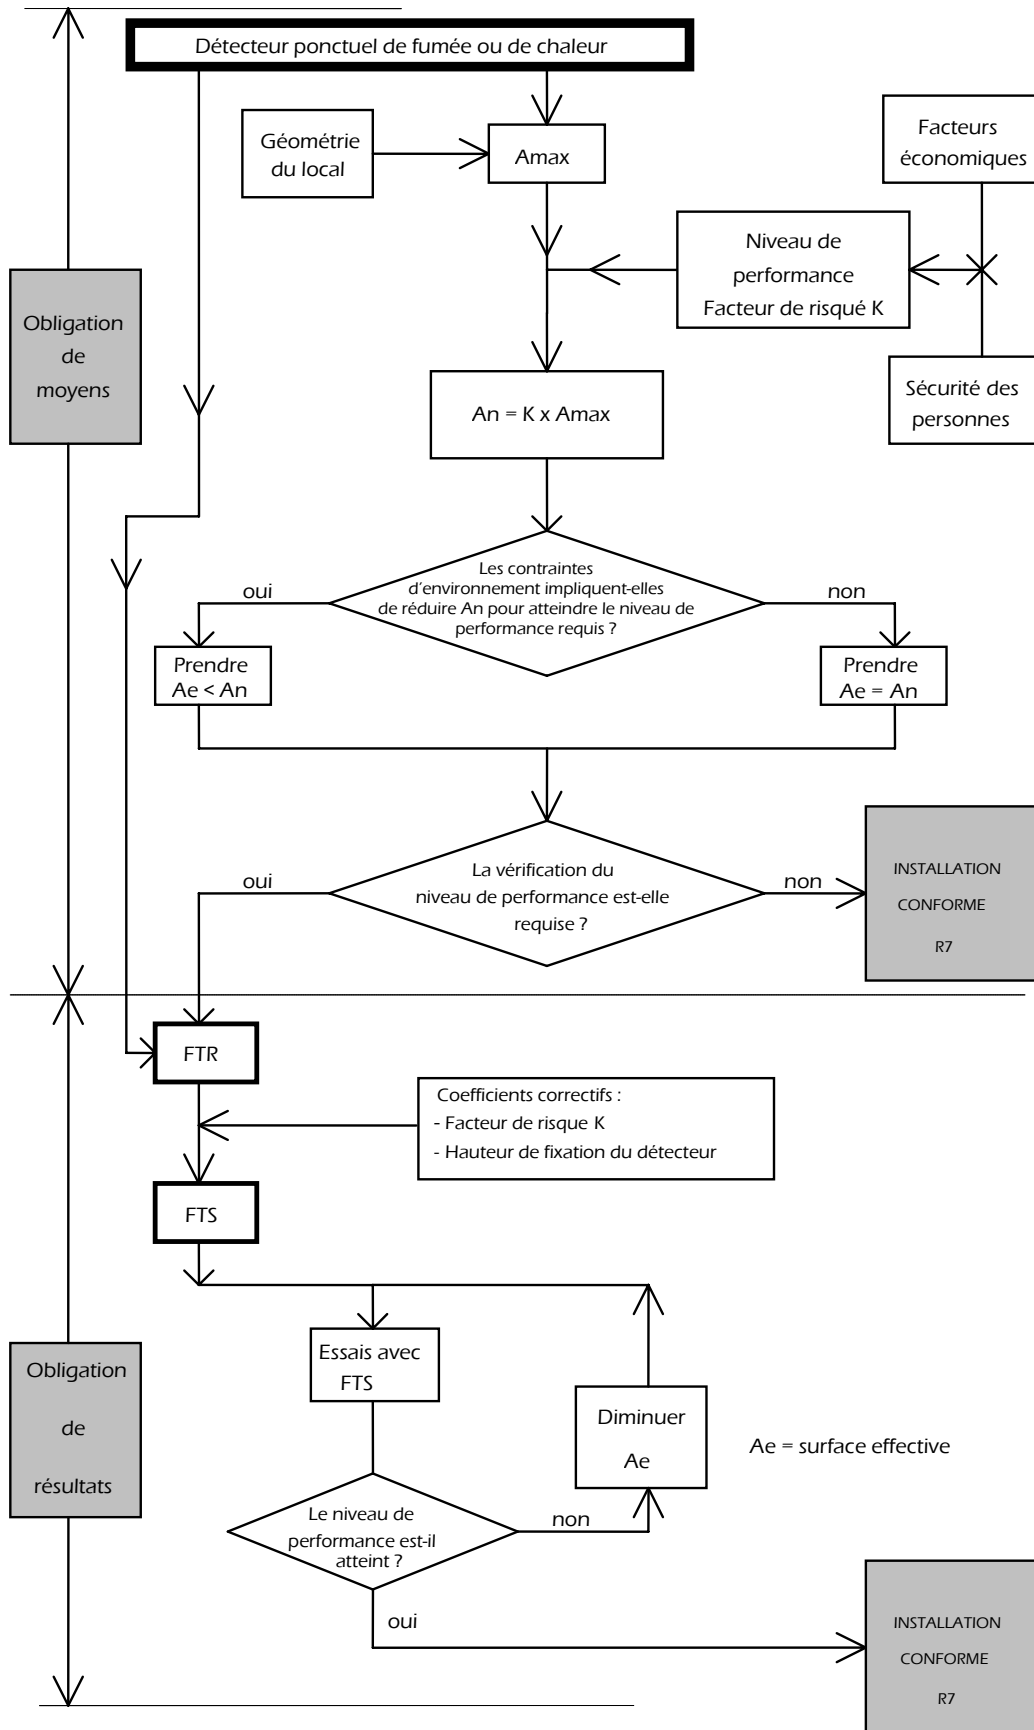 Détecteur ponctuel de fumée ou de chaleur
Géométrie
du local
Amax
Facteurs
économiques
Niveau de
performance
Facteur de risqué K
Obligation
de
moyens
Sécurité des
personnes
An = K x Amax
Les contraintes
d'environnement impliquent-elles
de réduire An pour atteindre le niveau de
performance requis ?
oui
non
Prendre
Ae < An
Prendre
Ae = An
La vérification du
niveau de performance est-elle
requise ?
oui
non
INSTALLATION
CONFORME
R7
FTR
Coefficients correctifs :
- Facteur de risque K
- Hauteur de fixation du détecteur
FTS
Essais avec
FTS
Obligation
de
résultats
Diminuer
Ae
Ae = surface effective
Le niveau de
performance est-il
atteint ?
non
oui
INSTALLATION
CONFORME
R7